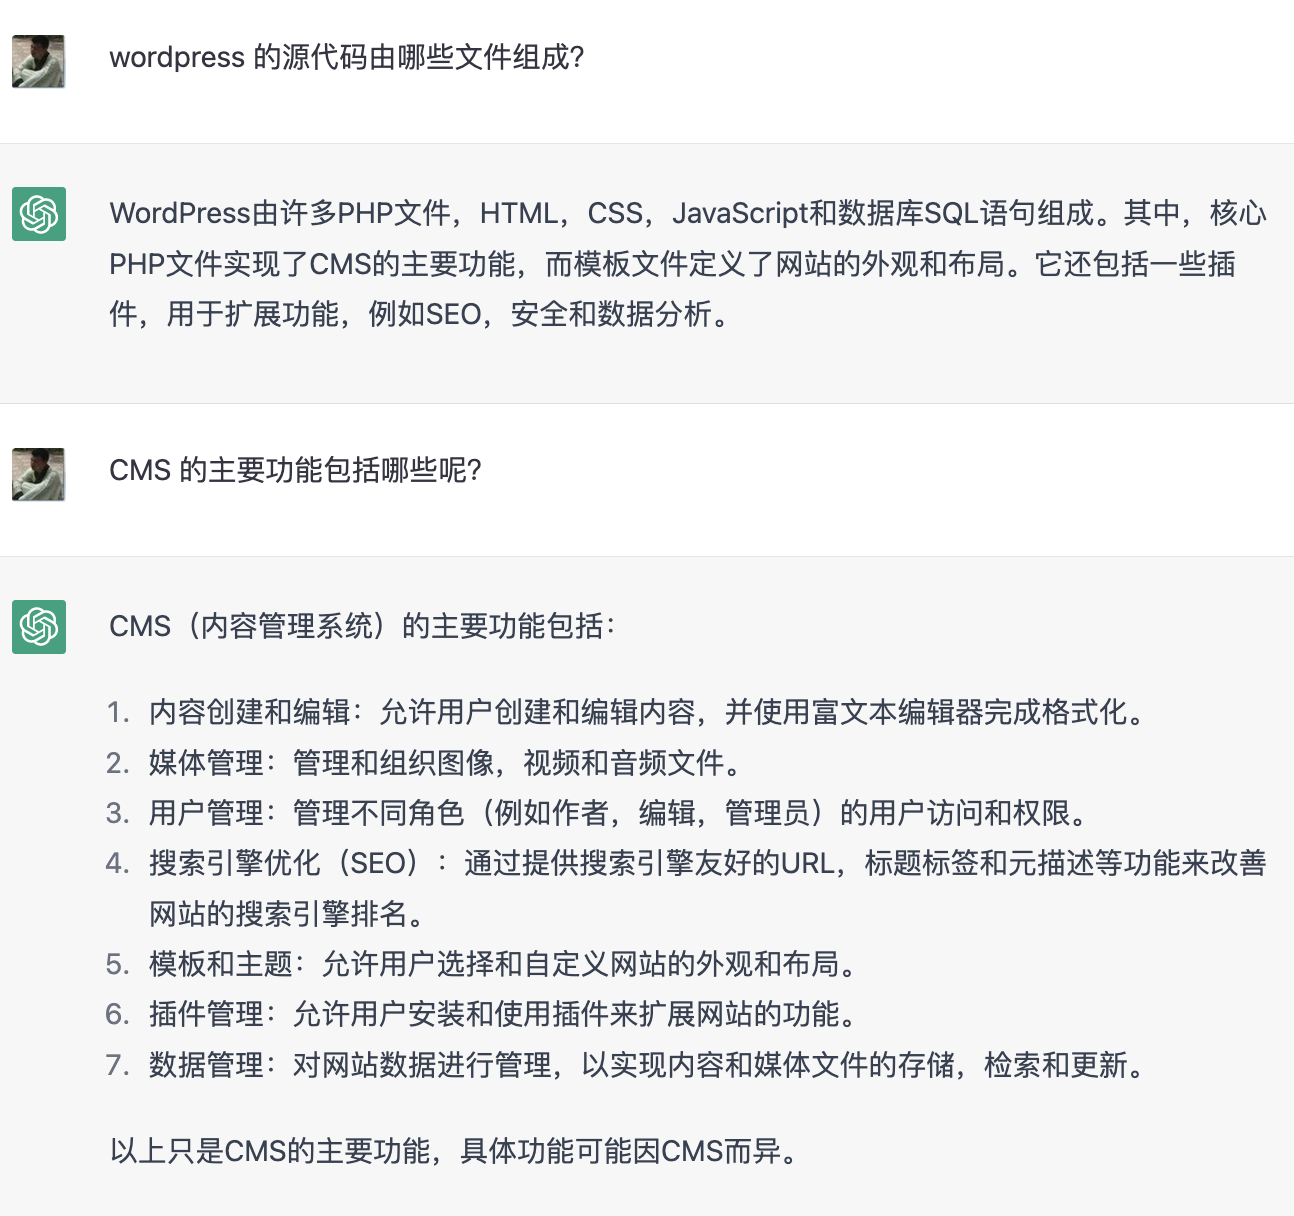 wordpress 的源代码由哪些文件组成?
WordPress由许多PHP文件，HTML，CSS，JavaScript和数据库SQL语句组成。其中，核心
PHP文件实现了CMS的主要功能，而模板文件定义了网站的外观和布局。它还包括一些插
件，用于扩展功能，例如SEO，安全和数据分析。
CMS 的主要功能包括哪些呢?
CMS（内容管理系统）的主要功能包括：
1. 内容创建和编辑：允许用户创建和编辑内容，并使用富文本编辑器完成格式化。
2. 媒体管理：管理和组织图像，视频和音频文件。
3. 用户管理：管理不同角色（例如作者，编辑，管理员）的用户访问和权限。
4. 搜索引擎优化（SEO）：通过提供搜索引擎友好的URL，标题标签和元描述等功能来改善
网站的搜索引擎排名。
5. 模板和主题：允许用户选择和自定义网站的外观和布局。
6. 插件管理：允许用户安装和使用插件来扩展网站的功能。
7. 数据管理：对网站数据进行管理，以实现内容和媒体文件的存储，检索和更新。
以上只是CMS的主要功能，具体功能可能因CMS而异。